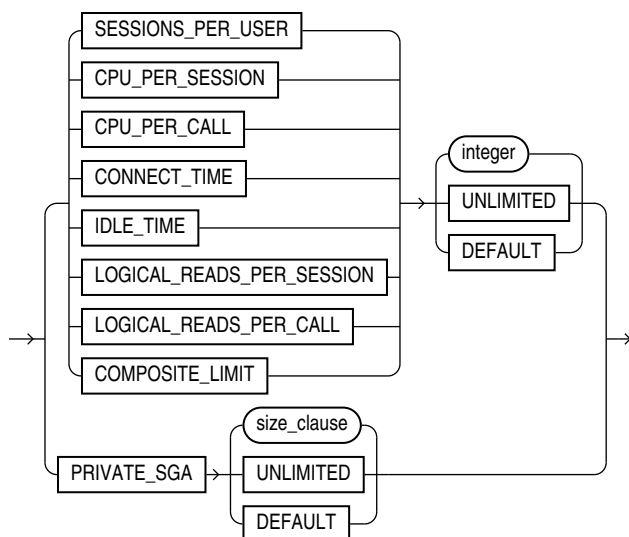 SESSIONS_PER_USER
CPU_PER_SESSION
CPU_PER_CALL
CONNECT_TIME
IDLE_TIME
LOGICAL_READS_PER_SESSION
LOGICAL_READS_PER_CALL
COMPOSITE_LIMIT
integer
UNLIMITED
DEFAULT
PRIVATE_SGA
size_clause
UNLIMITED
DEFAULT